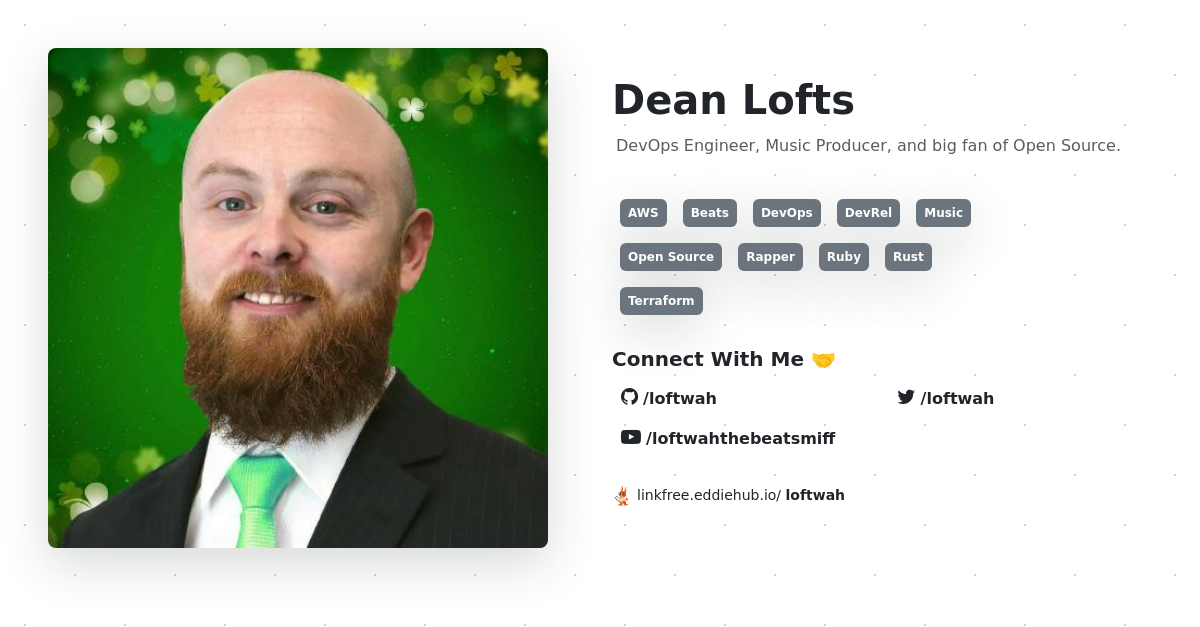 Dean Lofts
DevOps Engineer, Music Producer, and big fan of Open Source.
AWS Beats DevOps DevRel Music
Open Source Rapper Ruby Rust
Terraform
Connect With Me 🤝
/loftwah /loftwah
/loftwahthebeatsmiff
linkfree.eddiehub.io/ loftwah